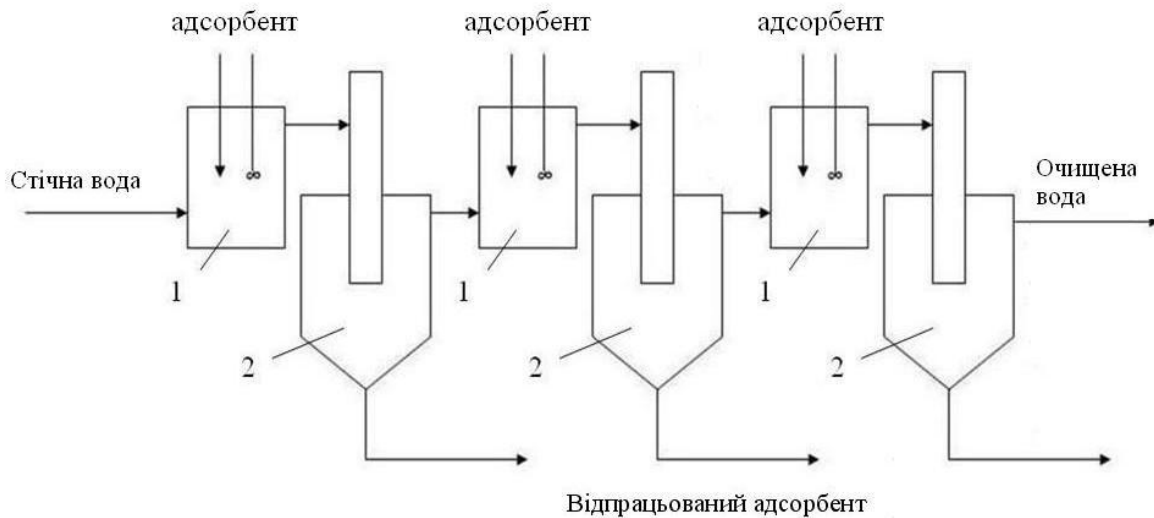 адсорбент
адсорбент
адсорбент
Стічна вода
Очищена
вода
1
1
1
2
2
2
Відпрацьований адсорбент